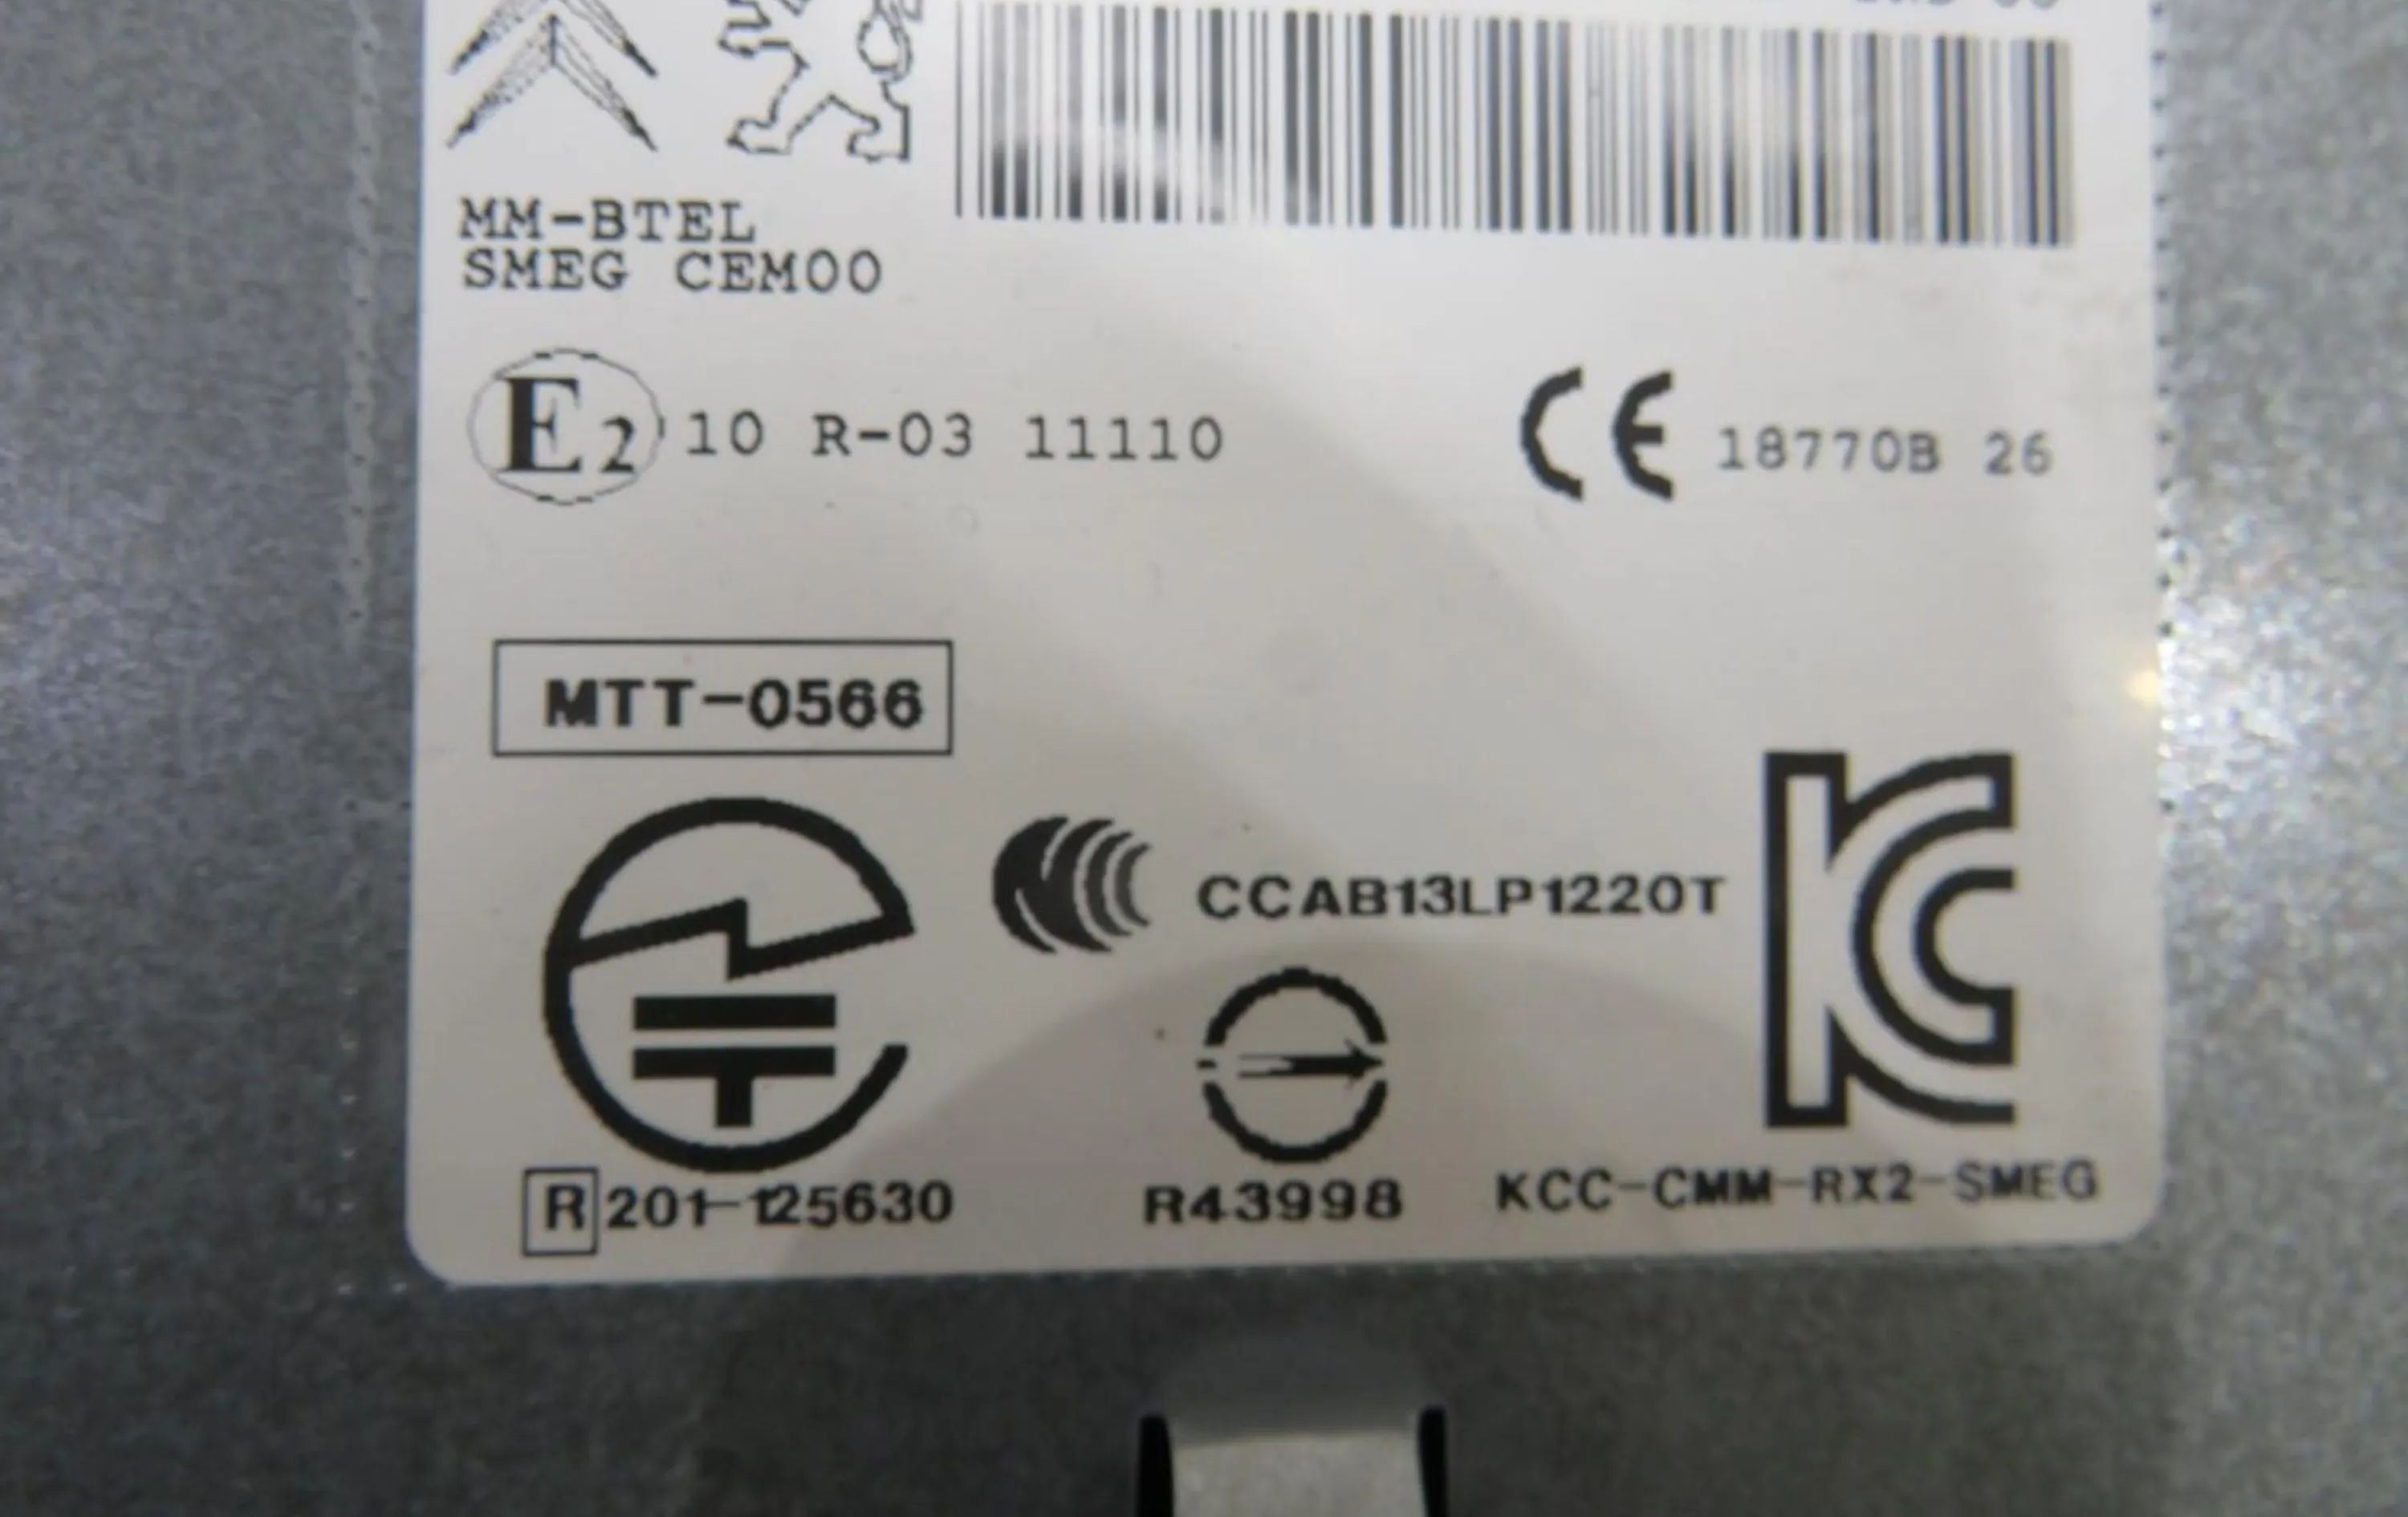 MM-BTEL
SMEG CEM00
E2 10 R-03 11110
CE 18770B 26
MTT-0566
CCAB13LP1220T
R 201-125630
R43998
KCC-CMM-RX2-SMEG